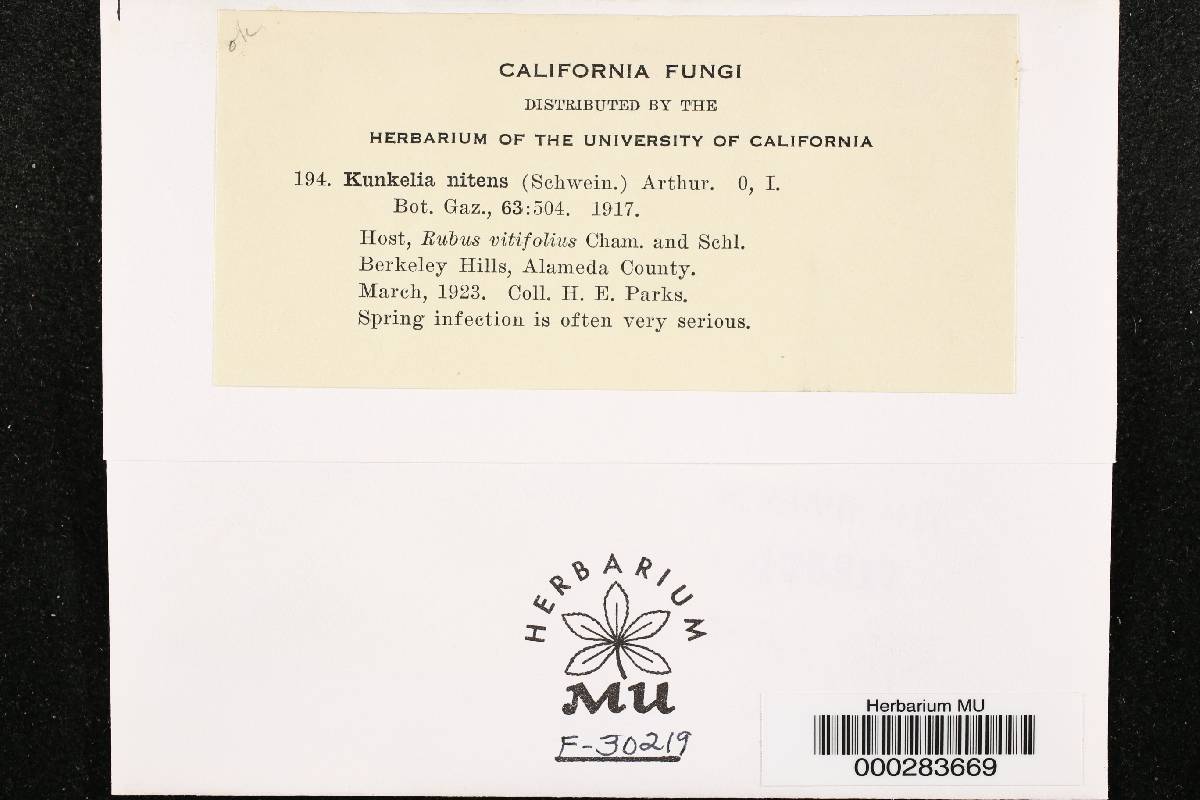 ok
CALIFORNIA FUNGI
DISTRIBUTED BY THE
HERBARIUM OF THE UNIVERSITY OF CALIFORNIA
194. Kunkelia nitens (Schwein.) Arthur. 0, I.
Bot. Gaz., 63:504. 1917.
Host, Rubus vitifolius Cham. and Schl.
Berkeley Hills, Alameda County.
March, 1923. Coll. H. E. Parks.
Spring infection is often very serious.
HERBARIUM
MU
F-30219
Herbarium MU
000283669